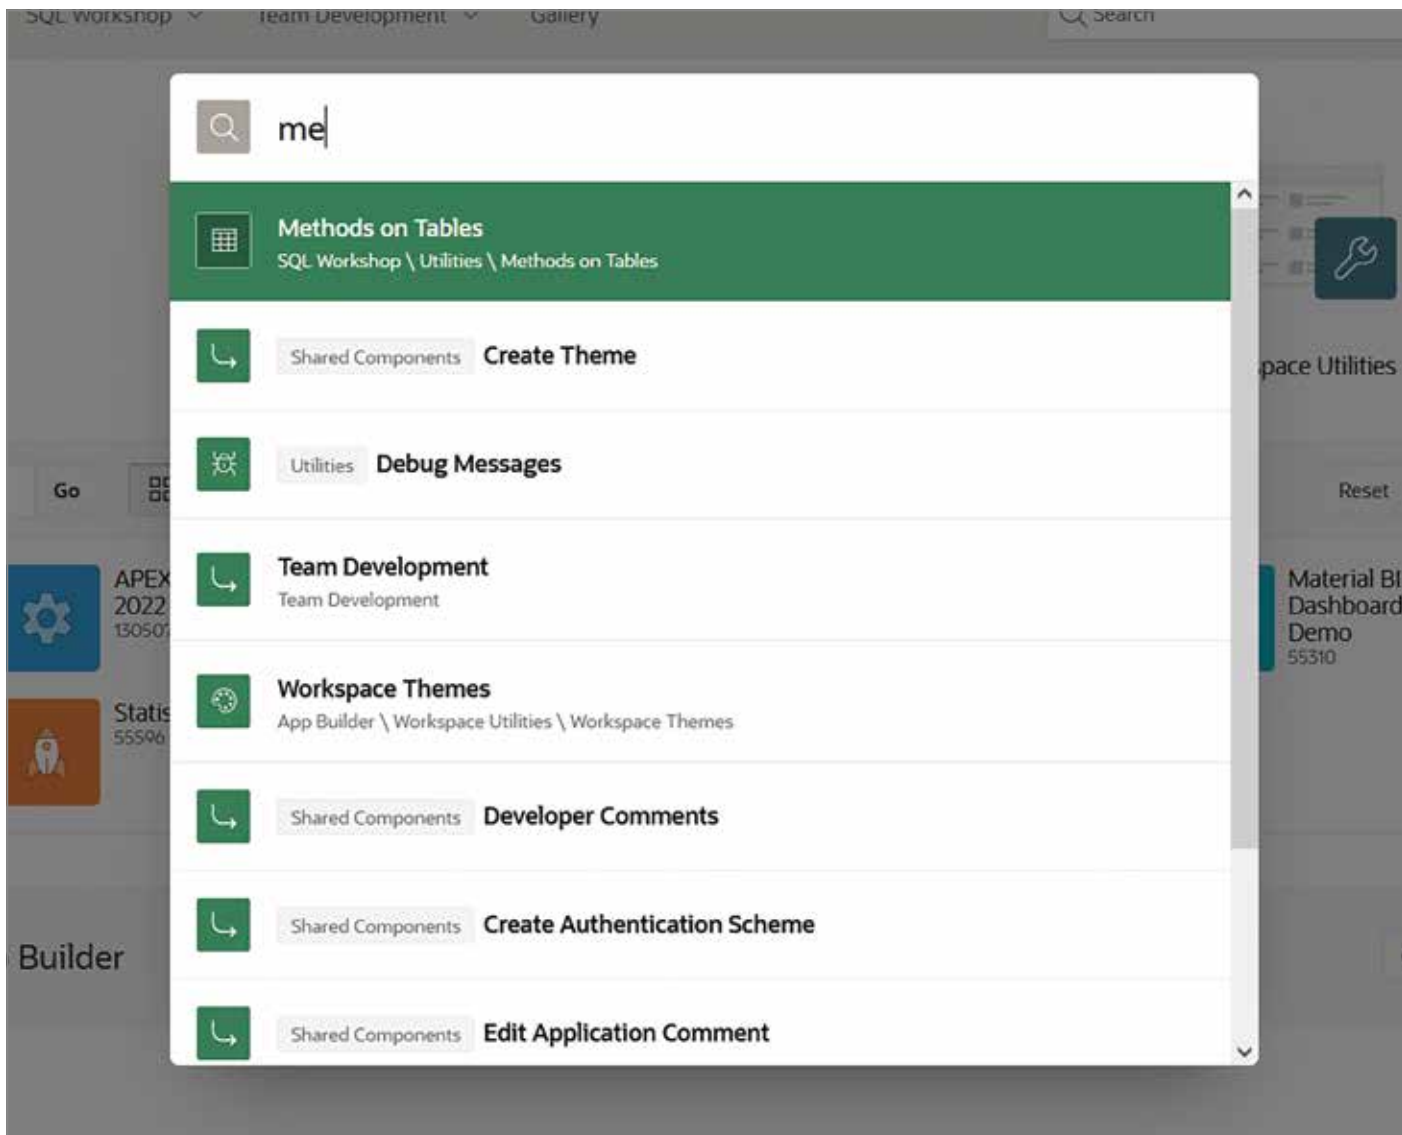 SQL Workshop
Team Development
Gallery
Search
me
Methods on Tables
SQL Workshop \ Utilities \ Methods on Tables
Shared Components Create Theme
pace Utilities
Utilities Debug Messages
Go
Reset
Team Development
Team Development
APEX
2022
13050
Material BI
Dashboard
Demo
55310
Workspace Themes
App Builder \ Workspace Utilities \ Workspace Themes
Statis
55596
Shared Components Developer Comments
Shared Components Create Authentication Scheme
Builder
Shared Components Edit Application Comment